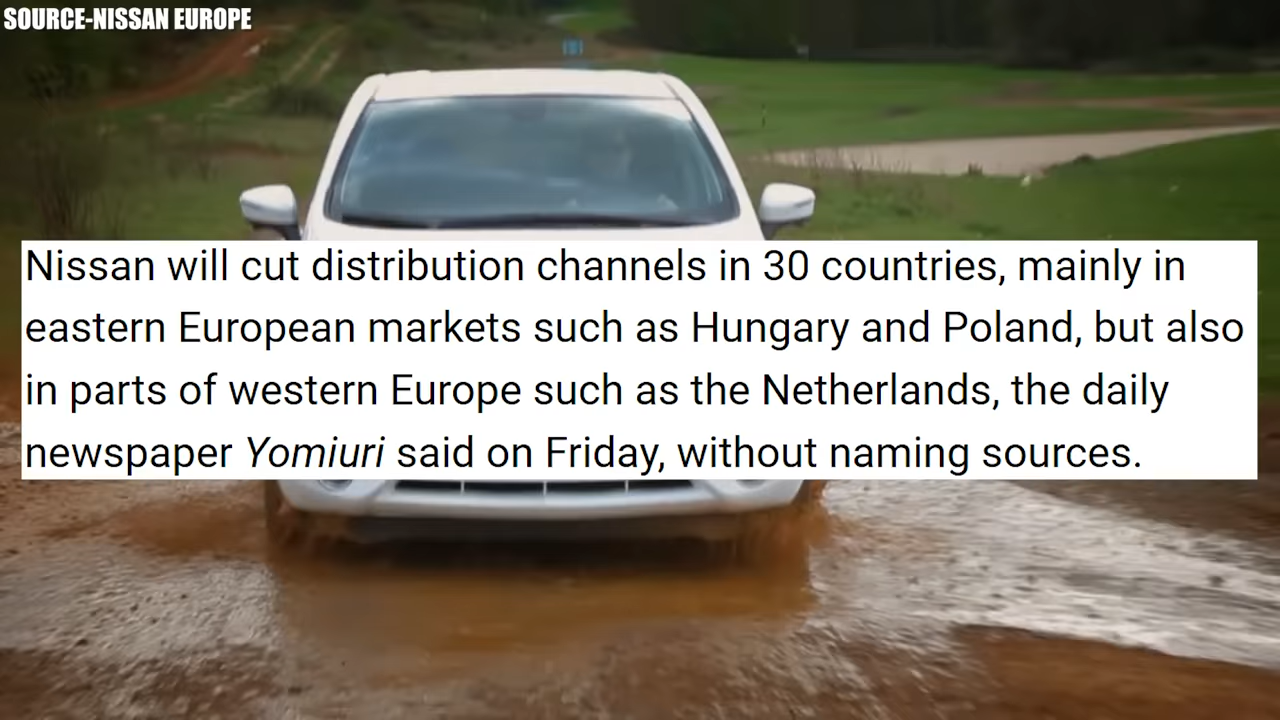 SOURCE-NISSAN EUROPE
Nissan will cut distribution channels in 30 countries, mainly in
eastern European markets such as Hungary and Poland, but also
in parts of western Europe such as the Netherlands, the daily
newspaper Yomiuri said on Friday, without naming sources.